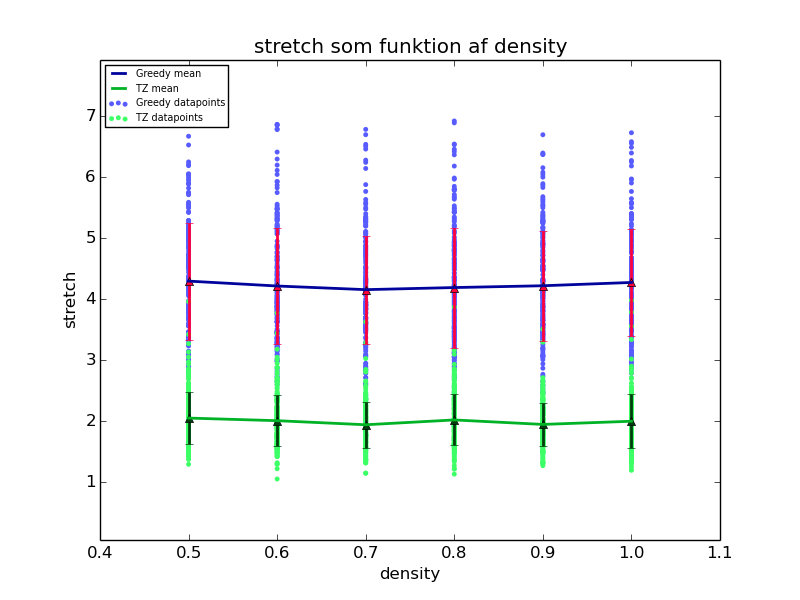 stretch som funktion af density
Greedy mean
TZ mean
Greedy datapoints
TZ datapoints
7
6
5
4
3
2
1
stretch
0.4 0.5 0.6 0.7 0.8 0.9 1.0 1.1
density